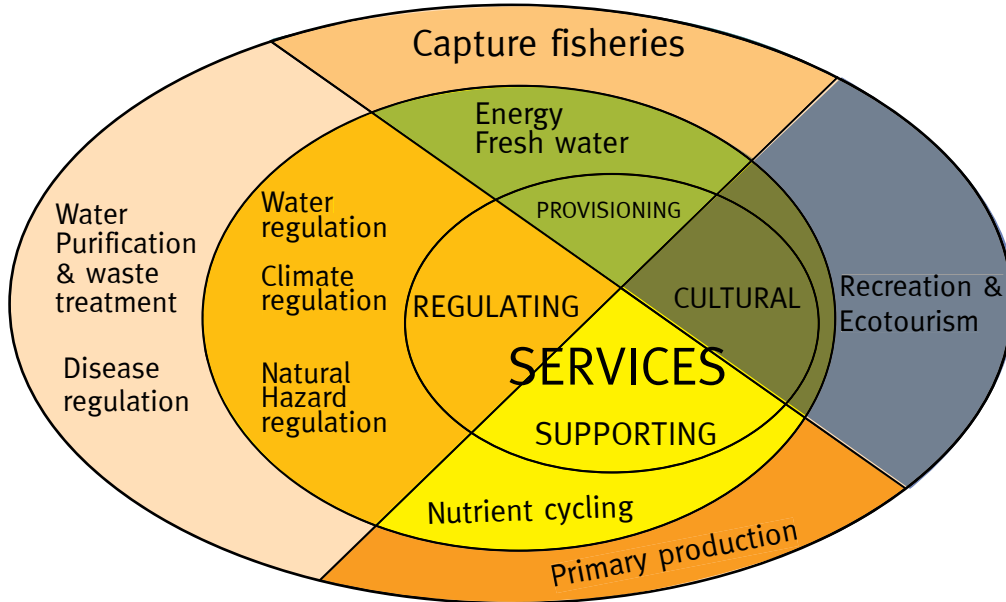 Capture fisheries
Energy
Fresh water
PROVISIONING
Water
Purification
& waste
treatment
Disease
regulation
Water
regulation
Climate
regulation
Natural
Hazard
regulation
REGULATING
CULTURAL
Recreation &
Ecotourism
SERVICES
SUPPORTING
Nutrient cycling
Primary production